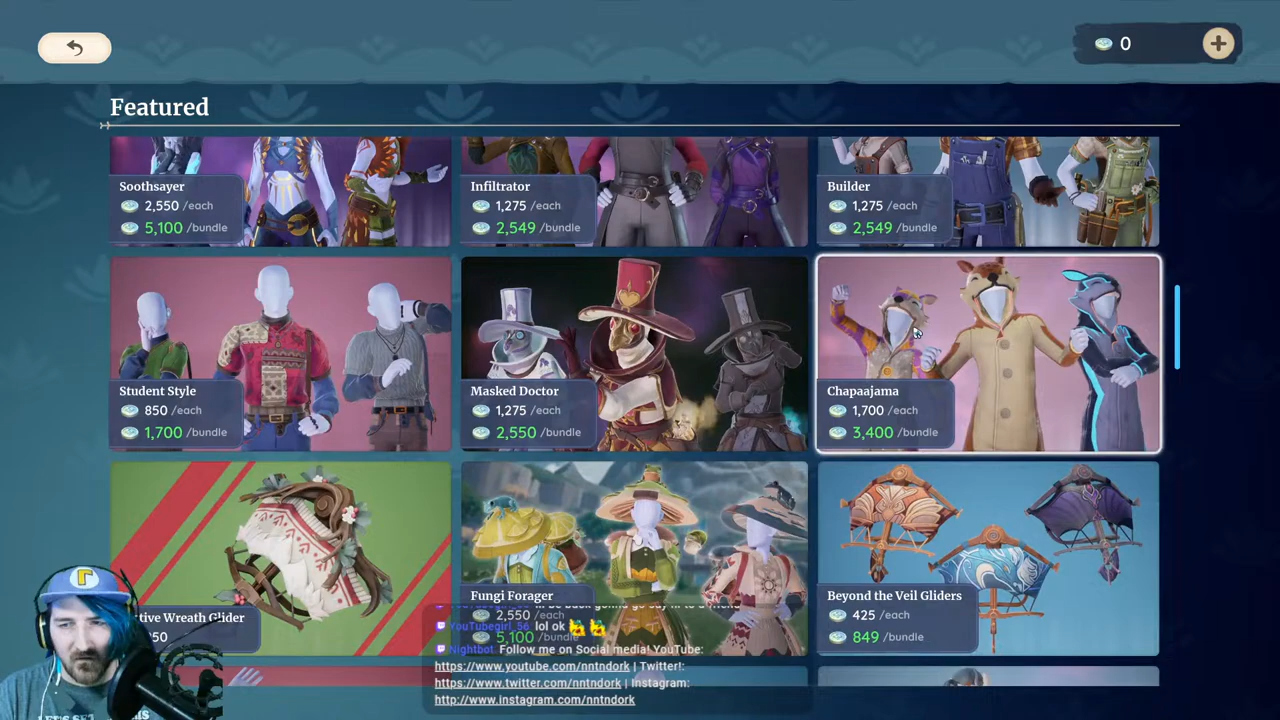 0
Featured
Soothsayer
2,550 /each
5,100 /bundle
Infiltrator
1,275 /each
2,549 /bundle
Builder
1,275 /each
2,549 /bundle
Student Style
850 /each
1,700 /bundle
Masked Doctor
1,275 /each
2,550 /bundle
Chapaajama
1,700 /each
3,400 /bundle
tive Wreath Glider
050
Fungi Forager
2,550 /each
5,100 /bundle
Beyond the Veil Gliders
425 /each
849 /bundle
YouTubegirl_56 lol ok
Nightbot Follow me on Social media! YouTube:
https://www.youtube.com/nntndork | Twitter!:
https://www.twitter.com/nntndork | Instagram:
http://www.instagram.com/nntndork